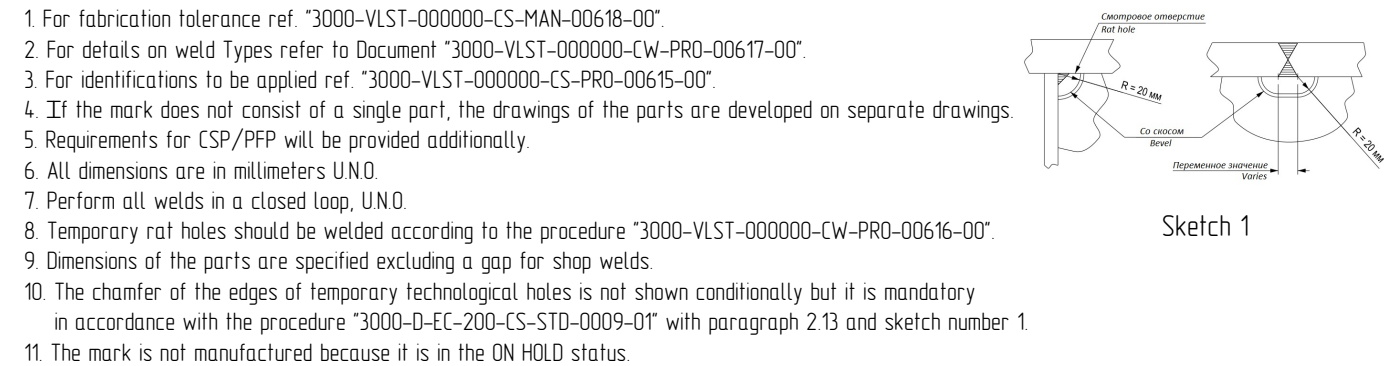 1. For fabrication tolerance ref. "3000-VLST-000000-CS-MAN-00618-00".
2. For details on weld Types refer to Document "3000-VLST-000000-CW-PRO-00617-00".
3. For identifications to be applied ref. "3000-VLST-000000-CS-PRO-00615-00".
4. If the mark does not consist of a single part, the drawings of the parts are developed on separate drawings.
5. Requirements for CSP/PFP will be provided additionally.
6. All dimensions are in millimeters U.N.O.
7. Perform all welds in a closed loop, U.N.O.
8. Temporary rat holes should be welded according to the procedure "3000-VLST-000000-CW-PRO-00616-00".
9. Dimensions of the parts are specified excluding a gap for shop welds.
10. The chamfer of the edges of temporary technological holes is not shown conditionally but it is mandatory
in accordance with the procedure "3000-D-EC-200-CS-STD-0009-01" with paragraph 2.13 and sketch number 1.
11. The mark is not manufactured because it is in the ON HOLD status.
Смотровое отверстие
Rat hole
R = 20 мм
Со скосом
Bevel
R = 20 мм
Переменное значение
Varies
Sketch 1